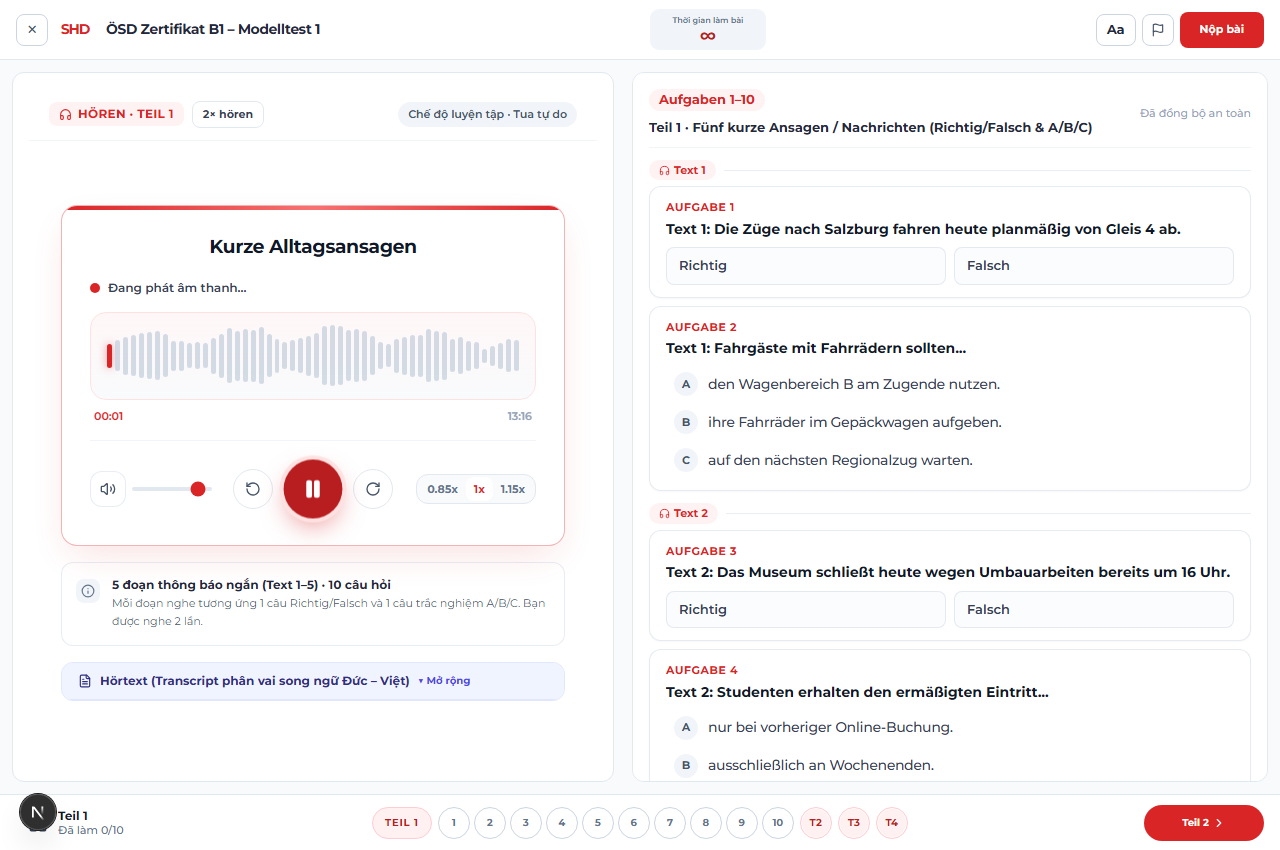 SHD
ÖSD Zertifikat B1 – Modelltest 1
Thời gian làm bài
∞
Aa
Nộp bài
HÖREN · TEIL 1
2× hören
Chế độ luyện tập · Tua tự do
Kurze Alltagsansagen
Đang phát âm thanh...
00:01
13:16
0.85x
1x
1.15x
5 đoạn thông báo ngắn (Text 1–5) · 10 câu hỏi
Mỗi đoạn nghe tương ứng 1 câu Richtig/Falsch và 1 câu trắc nghiệm A/B/C. Bạn
được nghe 2 lần.
Hörtext (Transcript phân vai song ngữ Đức – Việt)
▾ Mở rộng
Aufgaben 1–10
Teil 1 · Fünf kurze Ansagen / Nachrichten (Richtig/Falsch & A/B/C)
Đã đồng bộ an toàn
Text 1
AUFGABE 1
Text 1: Die Züge nach Salzburg fahren heute planmäßig von Gleis 4 ab.
Richtig
Falsch
AUFGABE 2
Text 1: Fahrgäste mit Fahrrädern sollten...
A den Wagenbereich B am Zugende nutzen.
B ihre Fahrräder im Gepäckwagen aufgeben.
C auf den nächsten Regionalzug warten.
Text 2
AUFGABE 3
Text 2: Das Museum schließt heute wegen Umbauarbeiten bereits um 16 Uhr.
Richtig
Falsch
AUFGABE 4
Text 2: Studenten erhalten den ermäßigten Eintritt...
A nur bei vorheriger Online-Buchung.
B ausschließlich an Wochenenden.
N
Teil 1
Đã làm 0/10
TEIL 1
1
2
3
4
5
6
7
8
9
10
T2
T3
T4
Teil 2